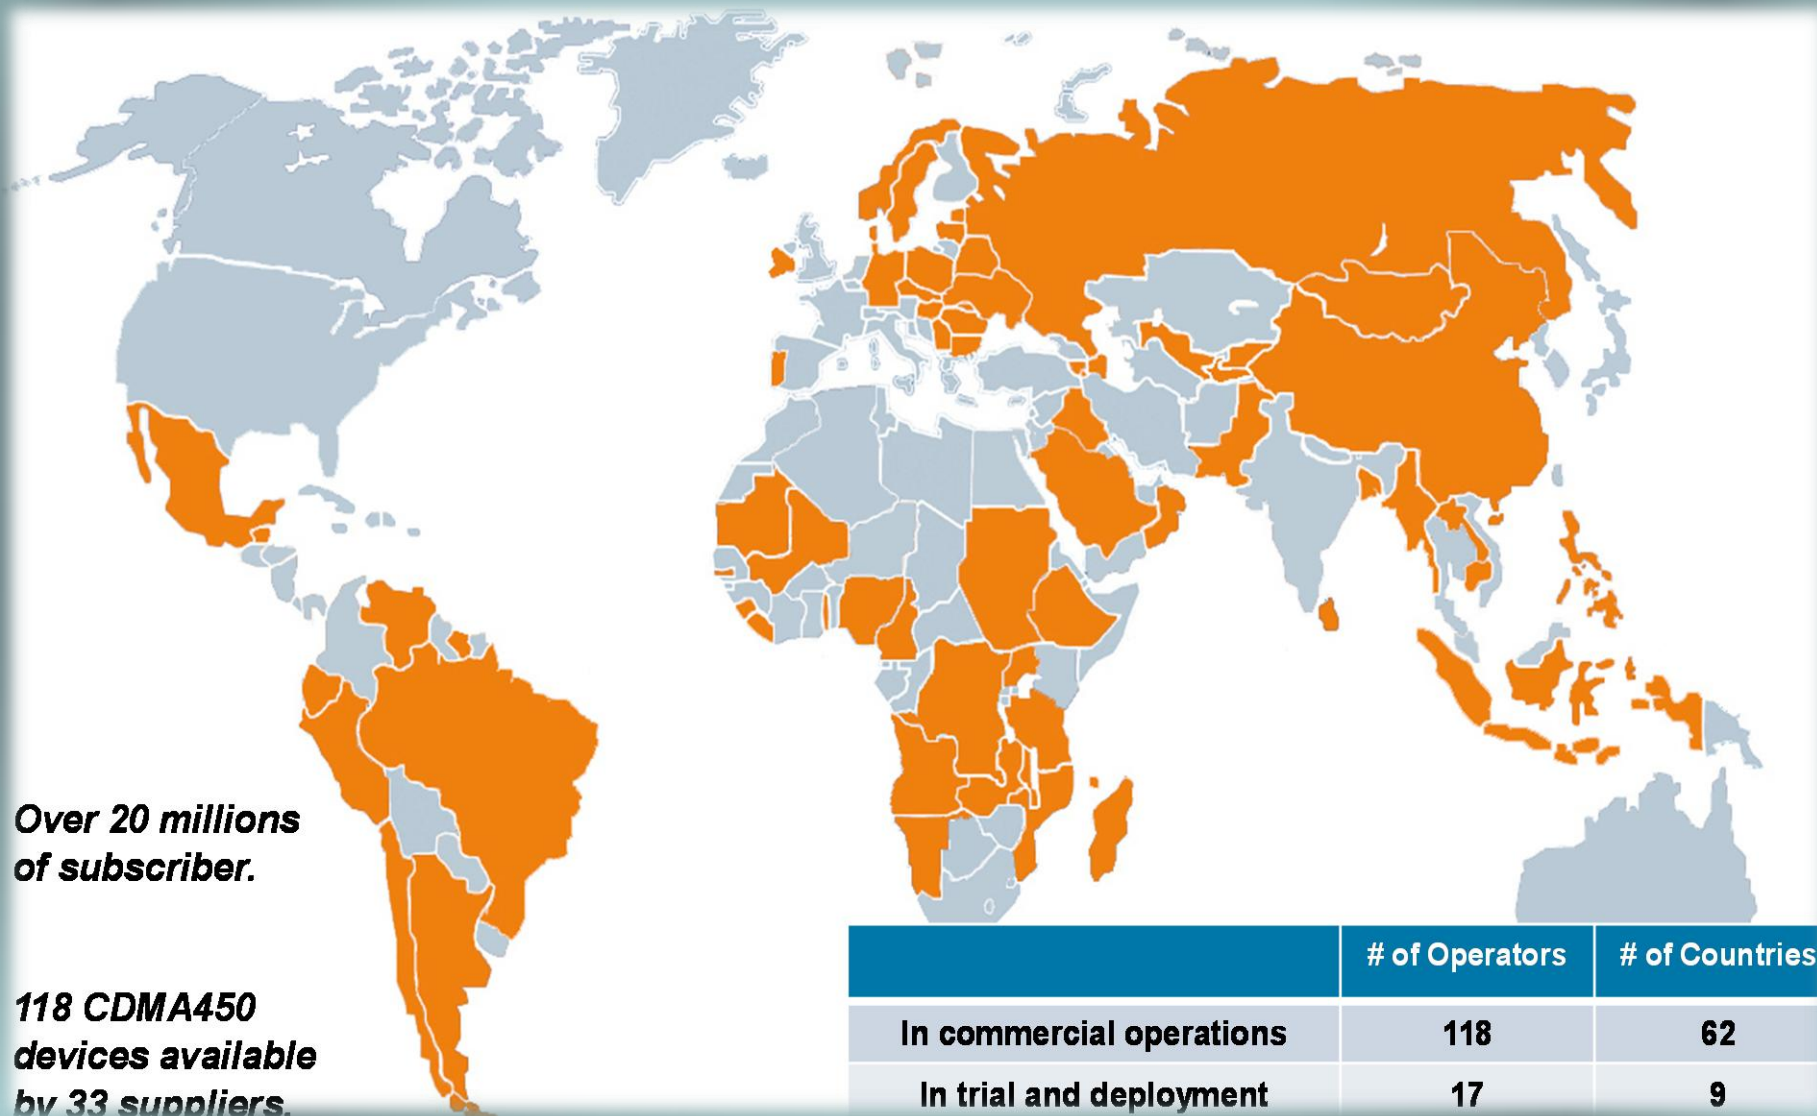 Over 20 millions
of subscriber.
118 CDMA450
devices available
by 33 suppliers.
# of Operators # of Countries
In commercial operations 118 62
In trial and deployment 17 9